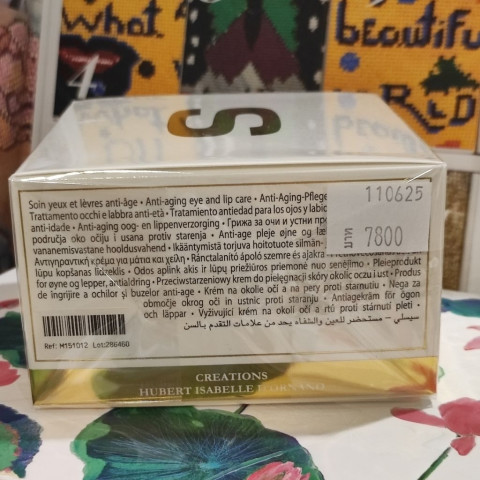 what
beautiful
S
Soin yeux et lèvres anti-âge • Anti-aging eye and lip care • Anti-Aging-Pflege
Trattamento occhi e labbra anti-età • Tratamiento antiedad para los ojos y labio
anti-idade • Anti-aging oog- en lippenverzorging • Грижа за очи и устни про
područja oko očiju i usana protiv starenja • Anti-age pleje øjne og læ
vananemisvastane hooldusvahend • Ikääntymistä torjuva hoitotuote silmän-
Αντιγηραντική κρέμα για μάτια και χείλη • Ránctalanító ápoló szemre és ajakra
lūpu kopšanas līdzeklis • Odos aplink akis ir lūpų priežiūros priemonė nuo senėjimo • Pleieprodukt
for øyne og lepper, antialdring • Przeciwstarzeniowy krem do pielęgnacji skóry okolic oczu i ust • Produs
de îngrijire a ochilor şi buzelor anti-age • Krém na okolie očí a na pery proti starnutiu • Nega za
območje okrog oči in ustnic proti staranju • Antiagekräm för ögon
och läppar • Vyživující krém na okolí očí a rtů proti stárnutí pleti •
سيسلي – مستحضر للعين والشفاه يحد من علامات التقدم بالسن
110625
7800
Ref: M151012 Lot:286460
CREATIONS
HUBERT ISABELLE D'ORNANO